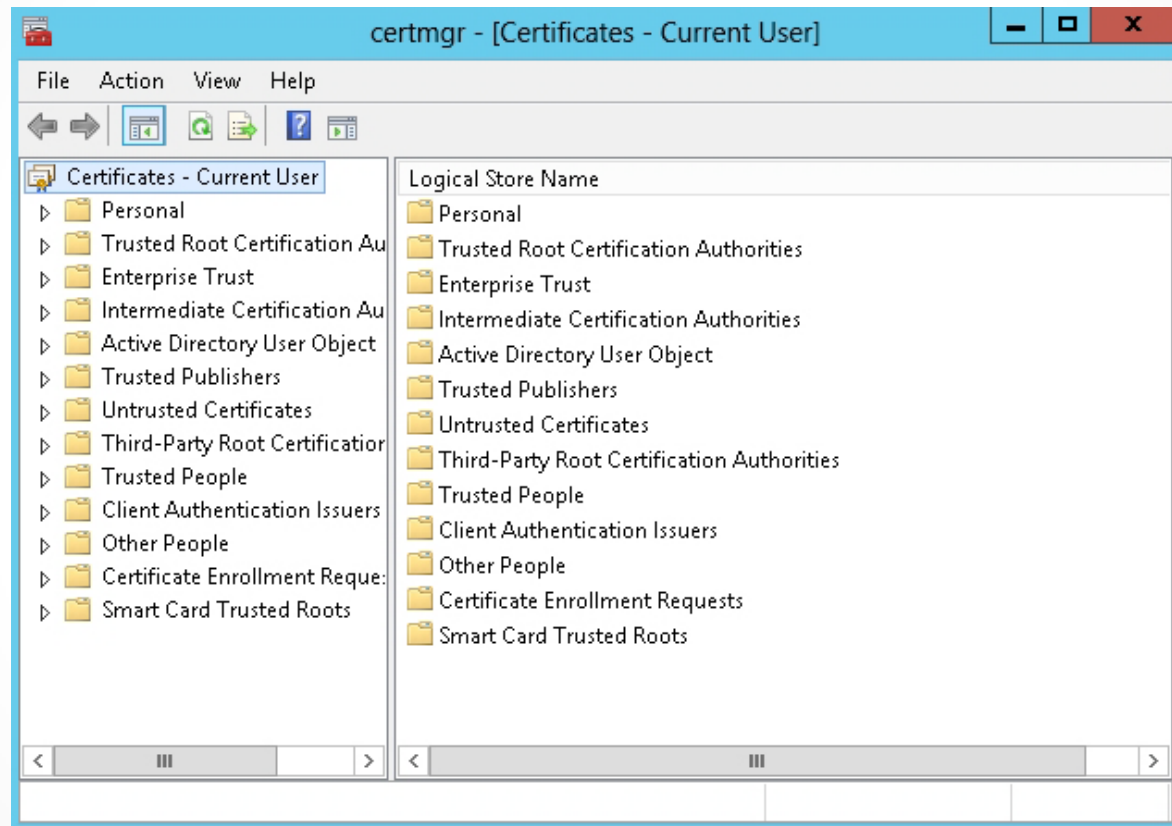 certmgr - [Certificates - Current User]
File Action View Help
Certificates - Current User
Personal
Trusted Root Certification Au
Enterprise Trust
Intermediate Certification Au
Active Directory User Object
Trusted Publishers
Untrusted Certificates
Third-Party Root Certification
Trusted People
Client Authentication Issuers
Other People
Certificate Enrollment Reque
Smart Card Trusted Roots
Logical Store Name
Personal
Trusted Root Certification Authorities
Enterprise Trust
Intermediate Certification Authorities
Active Directory User Object
Trusted Publishers
Untrusted Certificates
Third-Party Root Certification Authorities
Trusted People
Client Authentication Issuers
Other People
Certificate Enrollment Requests
Smart Card Trusted Roots